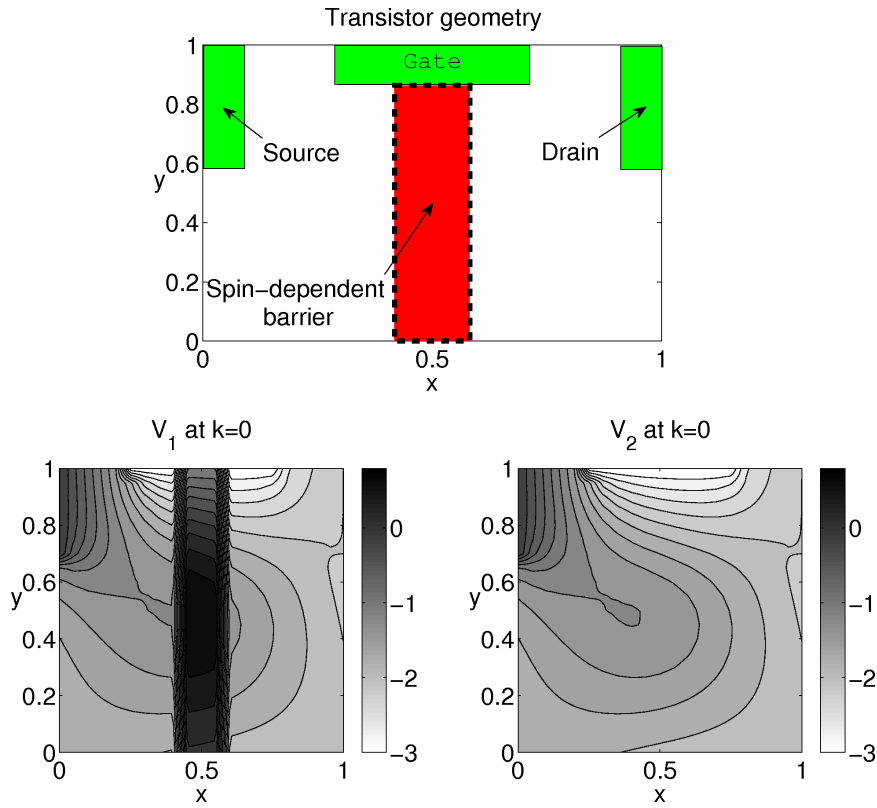 Transistor geometry
1
Gate
0.8
Source
Drain
0.6
y
0.4
0.2
Spin−dependent
barrier
0
0
0.5
1
x
V1 at k=0
1
0.8
0.6
y
0.4
0.2
0
0
0.5
1
x
0
−1
−2
−3
V2 at k=0
1
0.8
0.6
y
0.4
0.2
0
0
0.5
1
x
0
−1
−2
−3